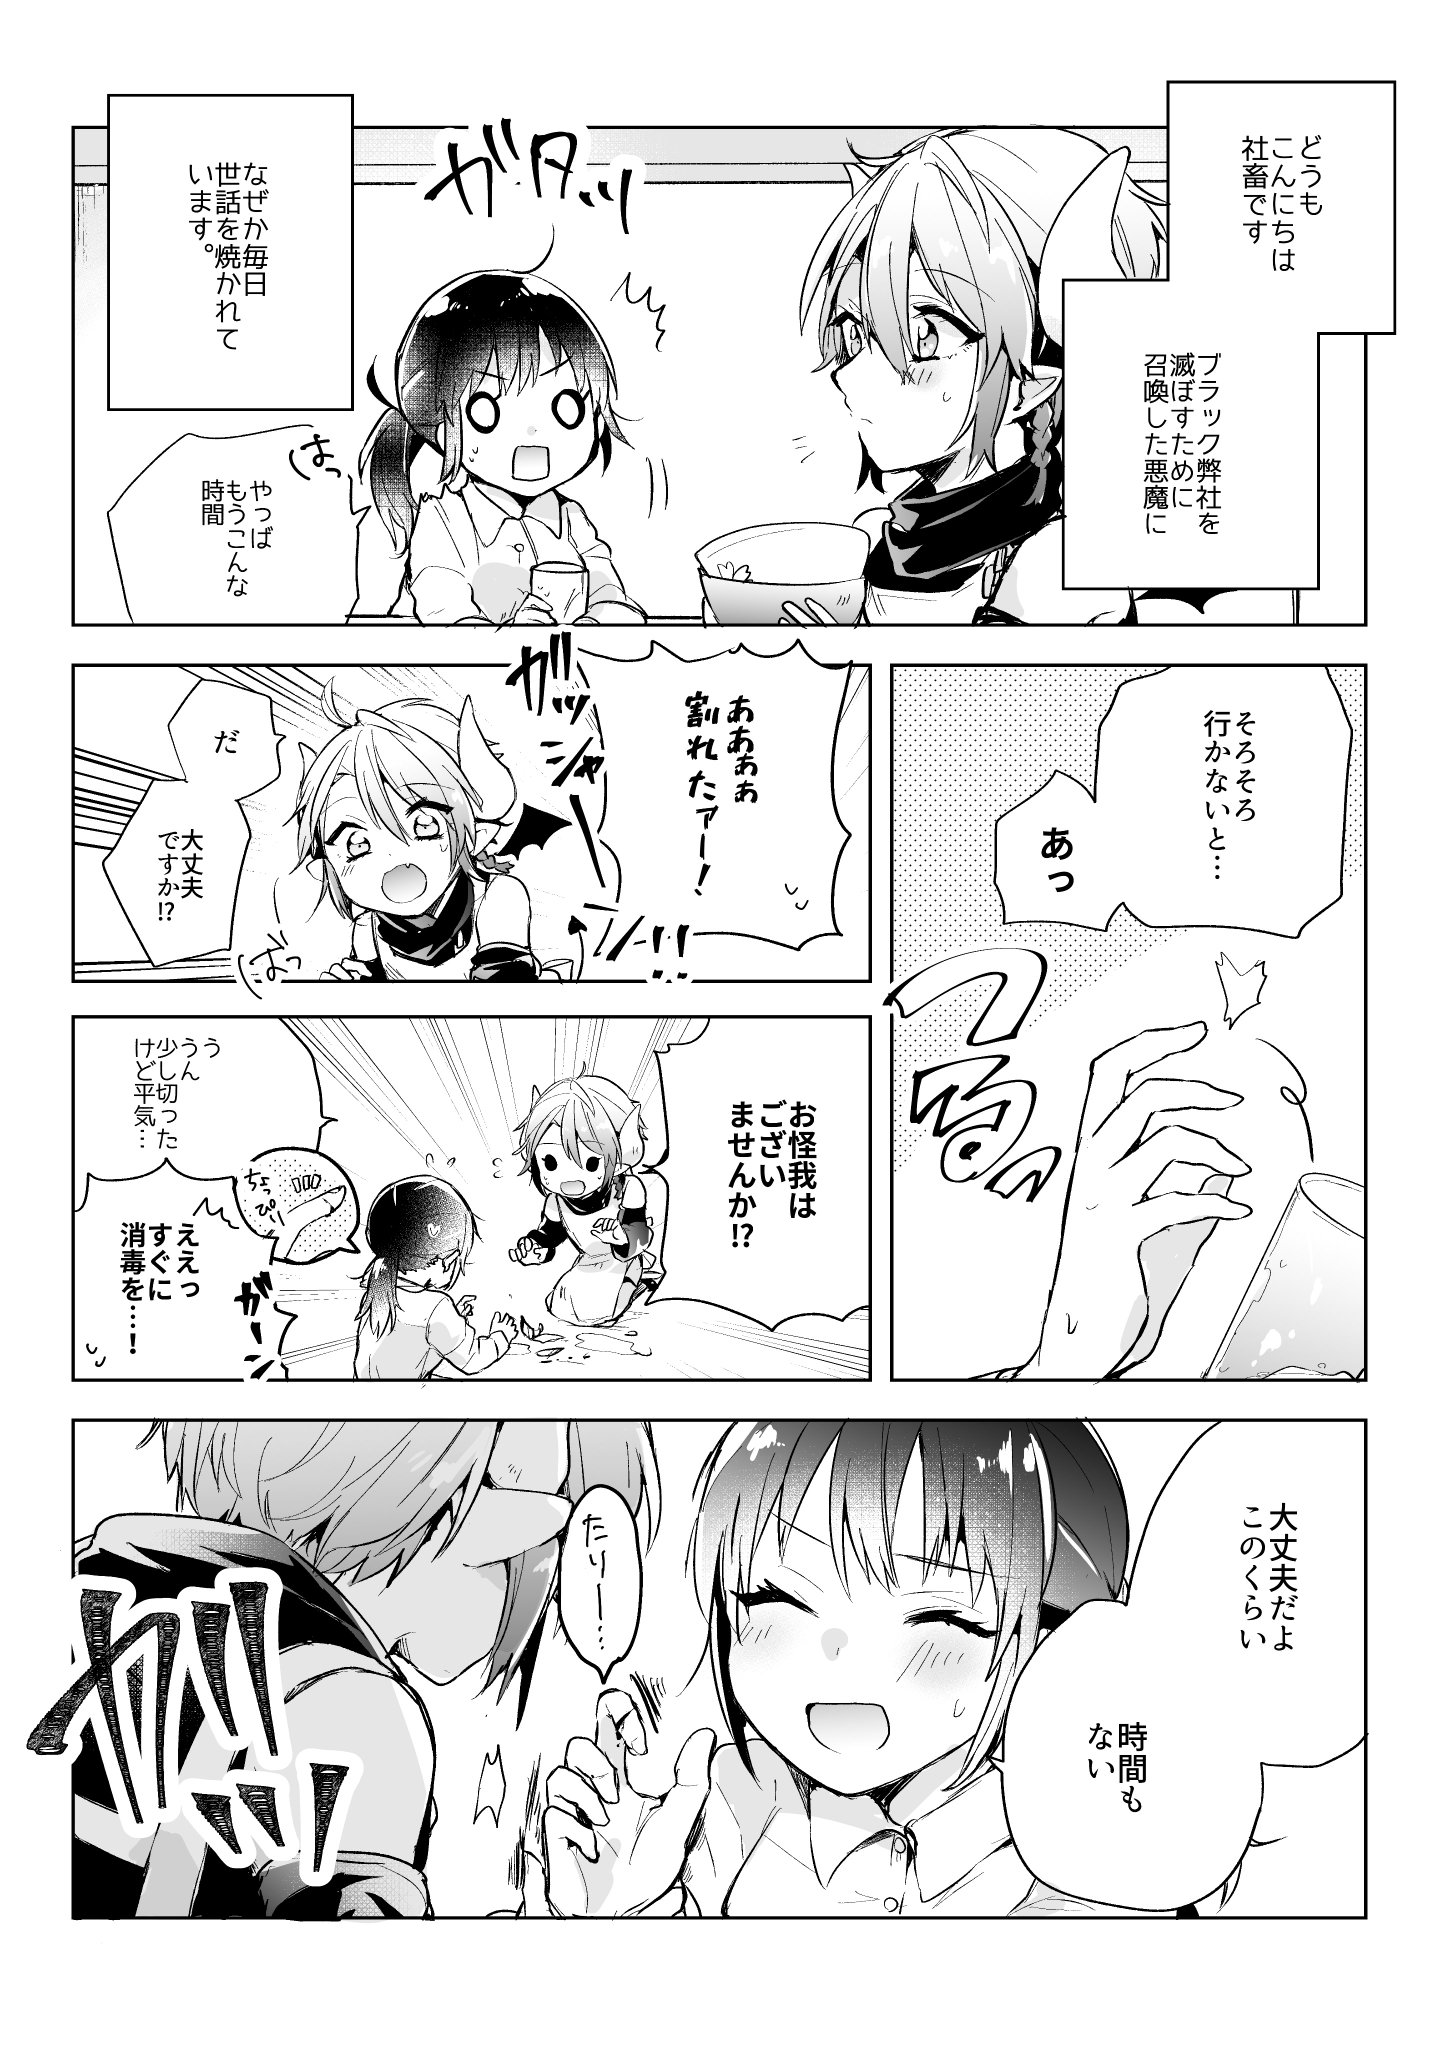 どうも
こんにちは
社畜です
ブラック弊社を
滅ぼすために
召喚した悪魔に
ガタッ
なぜか毎日
世話を焼かれて
います。
はっ
やっば
もうこんな
時間
そろそろ
行かないと…
あっ
つるっ
ああぁぁ
割れたァー！
ガッ
シャーン!!
だ
大丈夫
ですか!?
ばっ
お怪我は
ござい
ませんか!?
う
うん
少し切った
けど平気…
ちょっぴり
ええっ
すぐに
消毒を…！
ガーン
大丈夫だよ
このくらい
時間も
ない
たりー…
ガッ